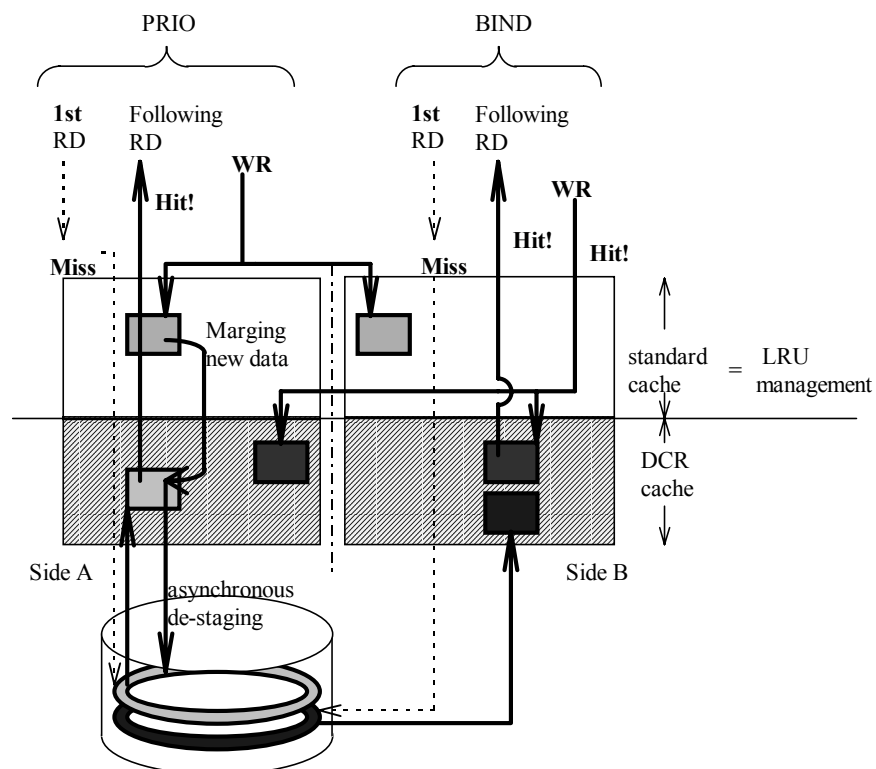 PRIO
BIND
1st
RD
Following
RD
WR
Hit!
Miss
1st
RD
Following
RD
WR
Hit!
Hit!
Miss
Marging
new data
standard
cache
= LRU
management
DCR
cache
Side A
Side B
asynchronous
de-staging